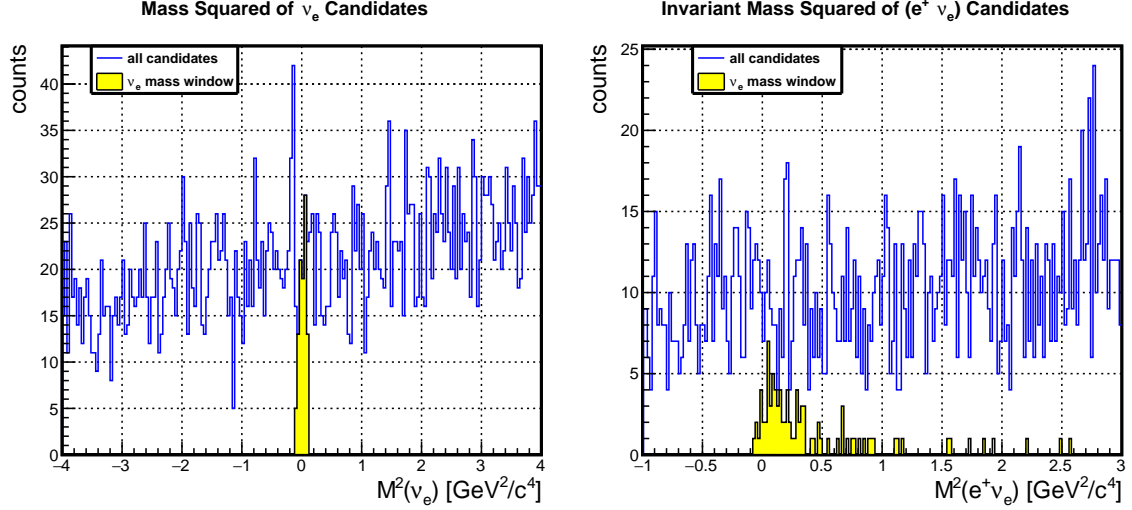 Mass Squared of νe Candidates
counts
all candidates
νe mass window
40
35
30
25
20
15
10
5
0
−4 −3 −2 −1 0 1 2 3 4
M²(νe) [GeV²/c⁴]
Invariant Mass Squared of (e⁺ νe) Candidates
counts
all candidates
νe mass window
25
20
15
10
5
0
−1 −0.5 0 0.5 1 1.5 2 2.5 3
M²(e⁺νe) [GeV²/c⁴]